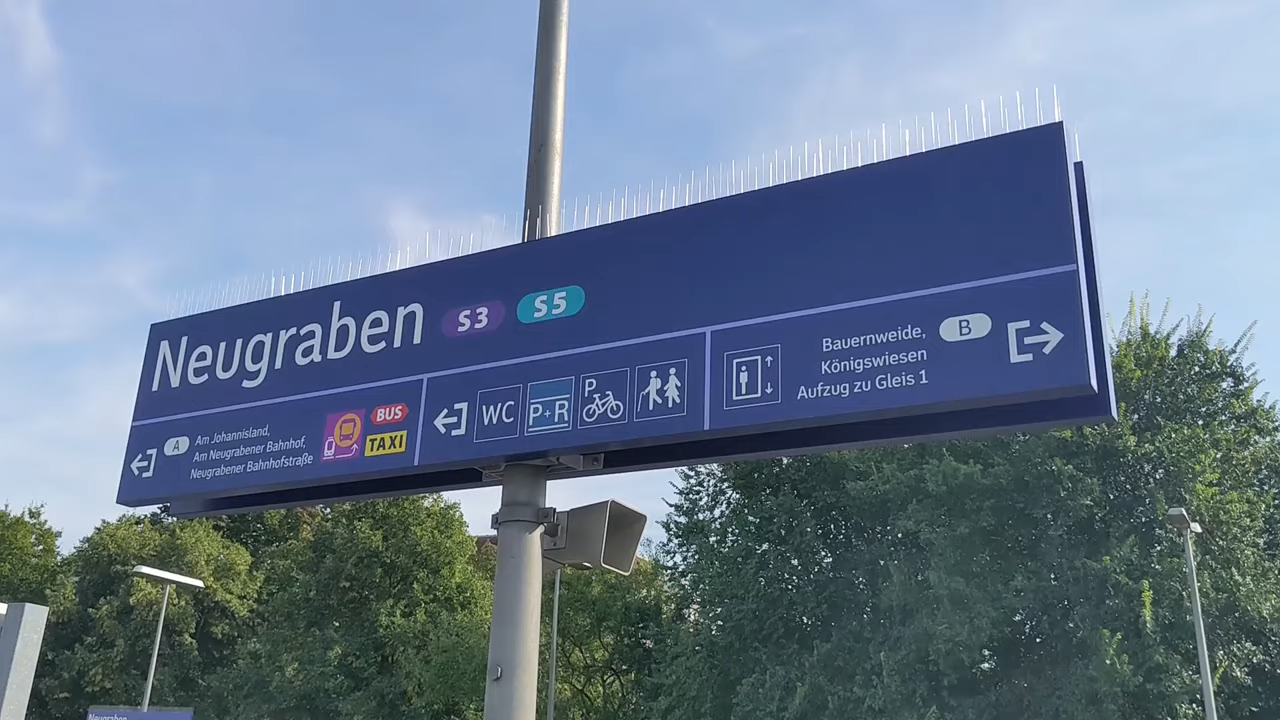 Neugraben S3 S5
A
Am Johannisland,
Am Neugrabener Bahnhof,
Neugrabener Bahnhofstraße
BUS
TAXI
WC
P+R
P
Bauernweide,
Königswiesen
Aufzug zu Gleis 1
B
Neugraben